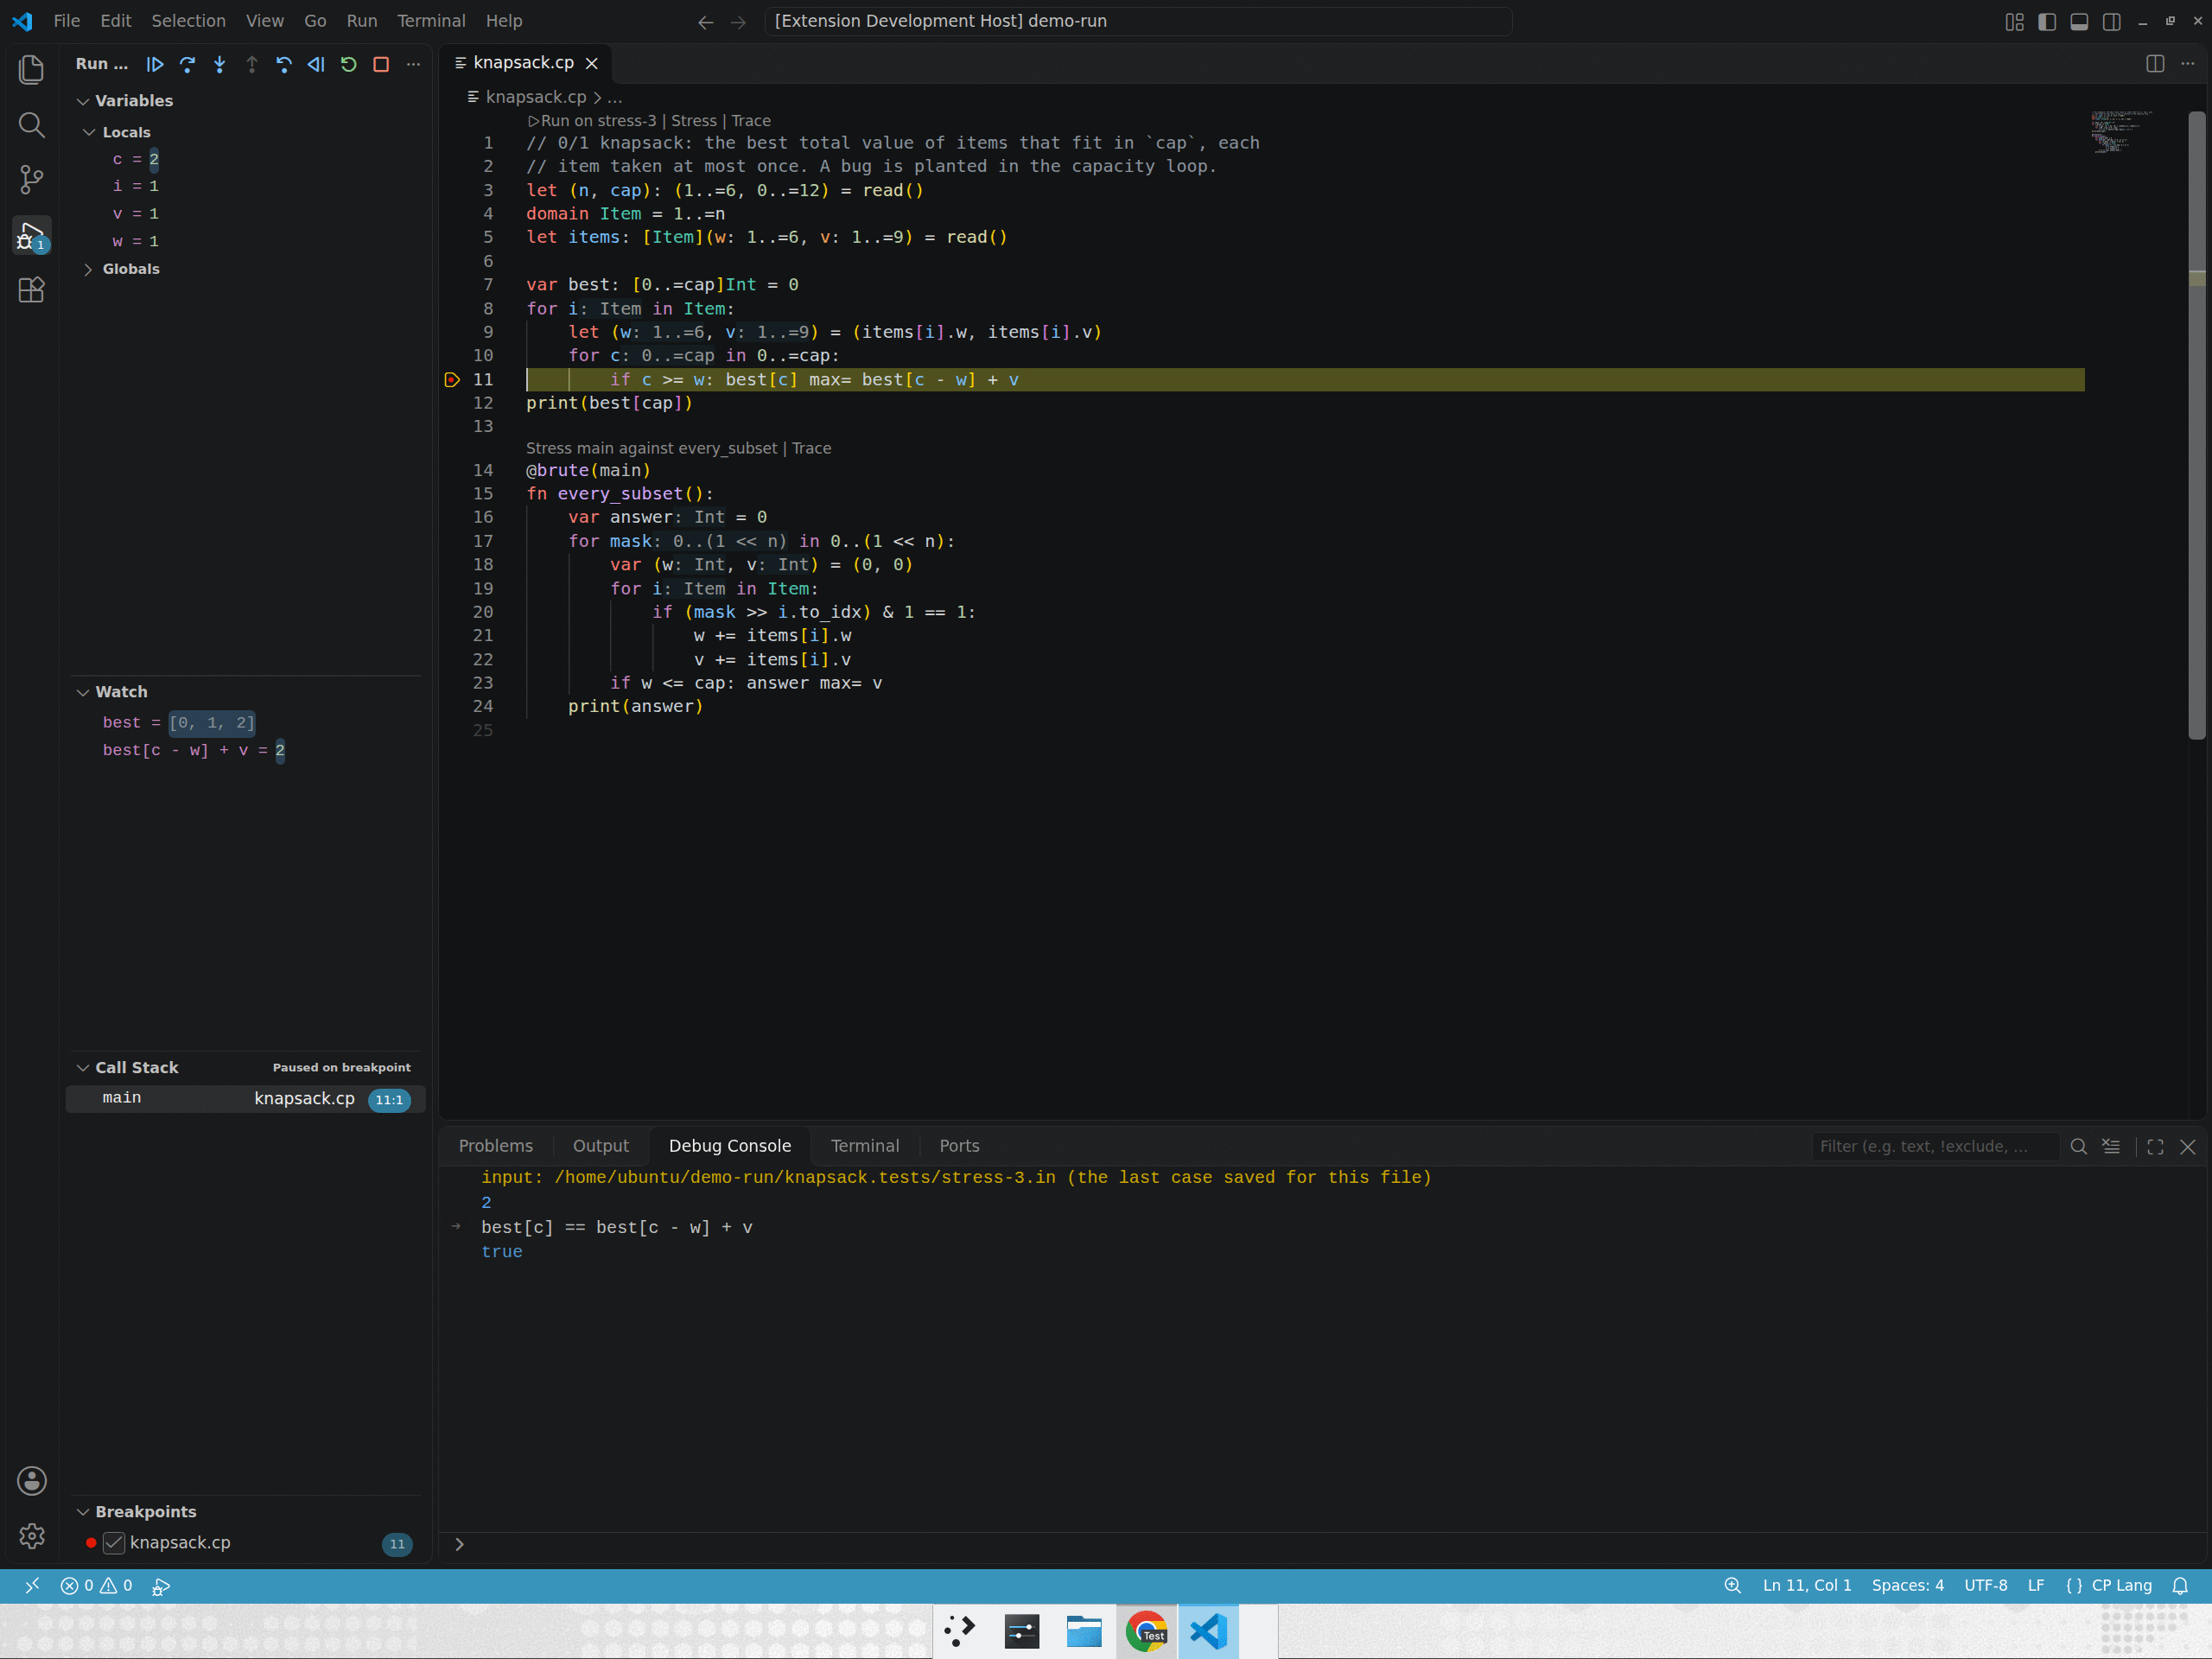 File Edit Selection View Go Run Terminal Help
[Extension Development Host] demo-run
Run ...
Variables
Locals
c = 2
i = 1
v = 1
w = 1
Globals
Watch
best = [0, 1, 2]
best[c - w] + v = 2
Call Stack
Paused on breakpoint
main knapsack.cp 11:1
Breakpoints
knapsack.cp 11
1
knapsack.cp
knapsack.cp > ...
Run on stress-3 | Stress | Trace
1 // 0/1 knapsack: the best total value of items that fit in `cap`, each
2 // item taken at most once. A bug is planted in the capacity loop.
3 let (n, cap): (1..=6, 0..=12) = read()
4 domain Item = 1..=n
5 let items: [Item](w: 1..=6, v: 1..=9) = read()
6
7 var best: [0..=cap]Int = 0
8 for i: Item in Item:
9 let (w: 1..=6, v: 1..=9) = (items[i].w, items[i].v)
10 for c: 0..=cap in 0..=cap:
11 if c >= w: best[c] max= best[c - w] + v
12 print(best[cap])
13
Stress main against every_subset | Trace
14 @brute(main)
15 fn every_subset():
16 var answer: Int = 0
17 for mask: 0..(1 << n) in 0..(1 << n):
18 var (w: Int, v: Int) = (0, 0)
19 for i: Item in Item:
20 if (mask >> i.to_idx) & 1 == 1:
21 w += items[i].w
22 v += items[i].v
23 if w <= cap: answer max= v
24 print(answer)
25
Problems Output Debug Console Terminal Ports
Filter (e.g. text, !exclude, ...
input: /home/ubuntu/demo-run/knapsack.tests/stress-3.in (the last case saved for this file)
2
best[c] == best[c - w] + v
true
0 0
Ln 11, Col 1 Spaces: 4 UTF-8 LF { } CP Lang
Test